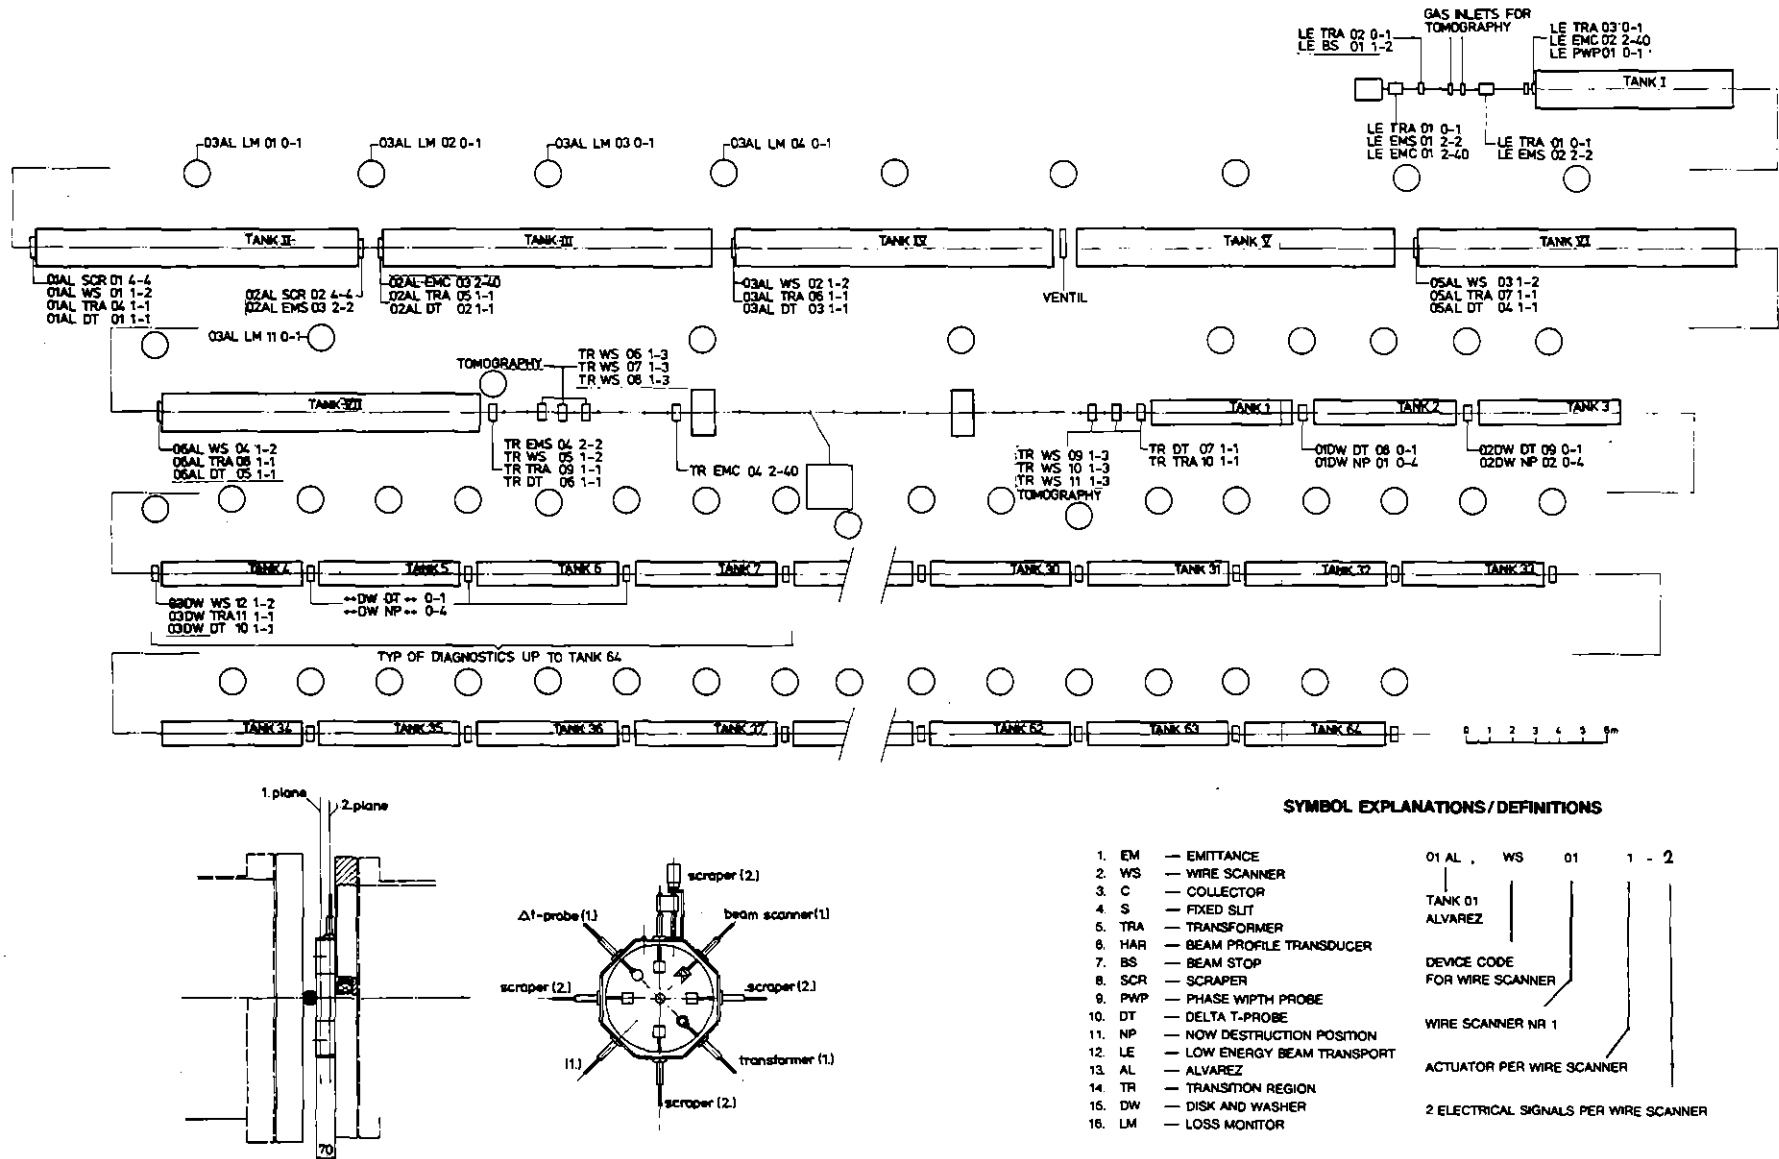 GAS INLETS FOR
TOMOGRAPHY
LE TRA 02 0-1
LE BS 01 1-2
LE TRA 03 0-1
LE EMC 02 2-40
LE PWP01 0-1
TANK I
LE TRA 01 0-1
LE EMS 01 2-2
LE EMC 01 2-40
LE TRA 01 0-1
LE EMS 02 2-2
03AL LM 01 0-1
03AL LM 02 0-1
03AL LM 03 0-1
03AL LM 04 0-1
TANK II
TANK III
TANK IV
TANK V
TANK VI
01AL SCR 01 4-4
01AL WS 01 1-2
01AL TRA 04 1-1
01AL DT 01 1-1
02AL SCR 02 4-4
02AL EMS 03 2-2
02AL EMC 03 2-40
02AL TRA 05 1-1
02AL DT 02 1-1
03AL WS 02 1-2
03AL TRA 06 1-1
03AL DT 03 1-1
VENTIL
05AL WS 03 1-2
05AL TRA 07 1-1
05AL DT 04 1-1
03AL LM 11 0-1
TOMOGRAPHY
TR WS 06 1-3
TR WS 07 1-3
TR WS 08 1-3
TANK VII
TANK 1
TANK 2
TANK 3
06AL WS 04 1-2
06AL TRA 08 1-1
06AL DT 05 1-1
TR EMS 04 2-2
TR WS 05 1-2
TR TRA 09 1-1
TR DT 06 1-1
TR EMC 04 2-40
TR WS 09 1-3
TR WS 10 1-3
TR WS 11 1-3
TOMOGRAPHY
TR DT 07 1-1
TR TRA 10 1-1
01DW DT 08 0-1
01DW NP 01 0-4
02DW DT 09 0-1
02DW NP 02 0-4
TANK 4
TANK 5
TANK 6
TANK 7
TANK 30
TANK 31
TANK 32
TANK 33
03DW WS 12 1-2
03DW TRA11 1-1
03DW DT 10 1-1
↔DW DT ↔ 0-1
↔DW NP ↔ 0-4
TYP OF DIAGNOSTICS UP TO TANK 64
TANK 34
TANK 35
TANK 36
TANK 37
TANK 62
TANK 63
TANK 64
0 1 2 3 4 5 6m
1. plane
2. plane
70
scraper (2.)
Δt-probe (1.)
beam scanner (1.)
scraper (2.)
scraper (2.)
(1.)
transformer (1.)
scraper (2.)
SYMBOL EXPLANATIONS/DEFINITIONS
1. EM — EMITTANCE
2. WS — WIRE SCANNER
3. C — COLLECTOR
4. S — FIXED SLIT
5. TRA — TRANSFORMER
6. HAR — BEAM PROFILE TRANSDUCER
7. BS — BEAM STOP
8. SCR — SCRAPER
9. PWP — PHASE WIPTH PROBE
10. DT — DELTA T-PROBE
11. NP — NOW DESTRUCTION POSITION
12. LE — LOW ENERGY BEAM TRANSPORT
13. AL — ALVAREZ
14. TR — TRANSITION REGION
15. DW — DISK AND WASHER
16. LM — LOSS MONITOR
01 AL . WS 01 1 - 2
TANK 01
ALVAREZ
DEVICE CODE
FOR WIRE SCANNER
WIRE SCANNER NR 1
ACTUATOR PER WIRE SCANNER
2 ELECTRICAL SIGNALS PER WIRE SCANNER